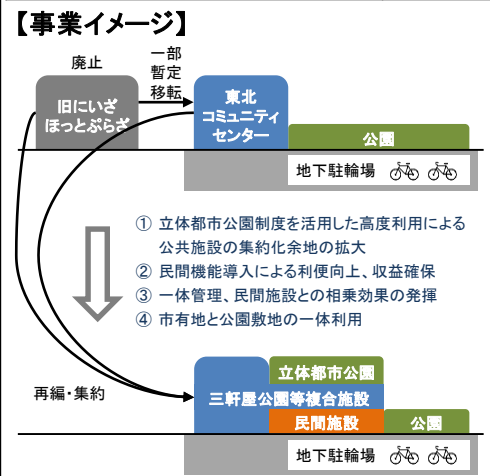 【事業イメージ】
廃止
一部
暫定
移転
旧にいざ
ほっとぷらざ
東北
コミュニティ
センター
公園
地下駐輪場
① 立体都市公園制度を活用した高度利用による
公共施設の集約化余地の拡大
② 民間機能導入による利便向上、収益確保
③ 一体管理、民間施設との相乗効果の発揮
④ 市有地と公園敷地の一体利用
再編・集約
立体都市公園
三軒屋公園等複合施設
民間施設
公園
地下駐輪場